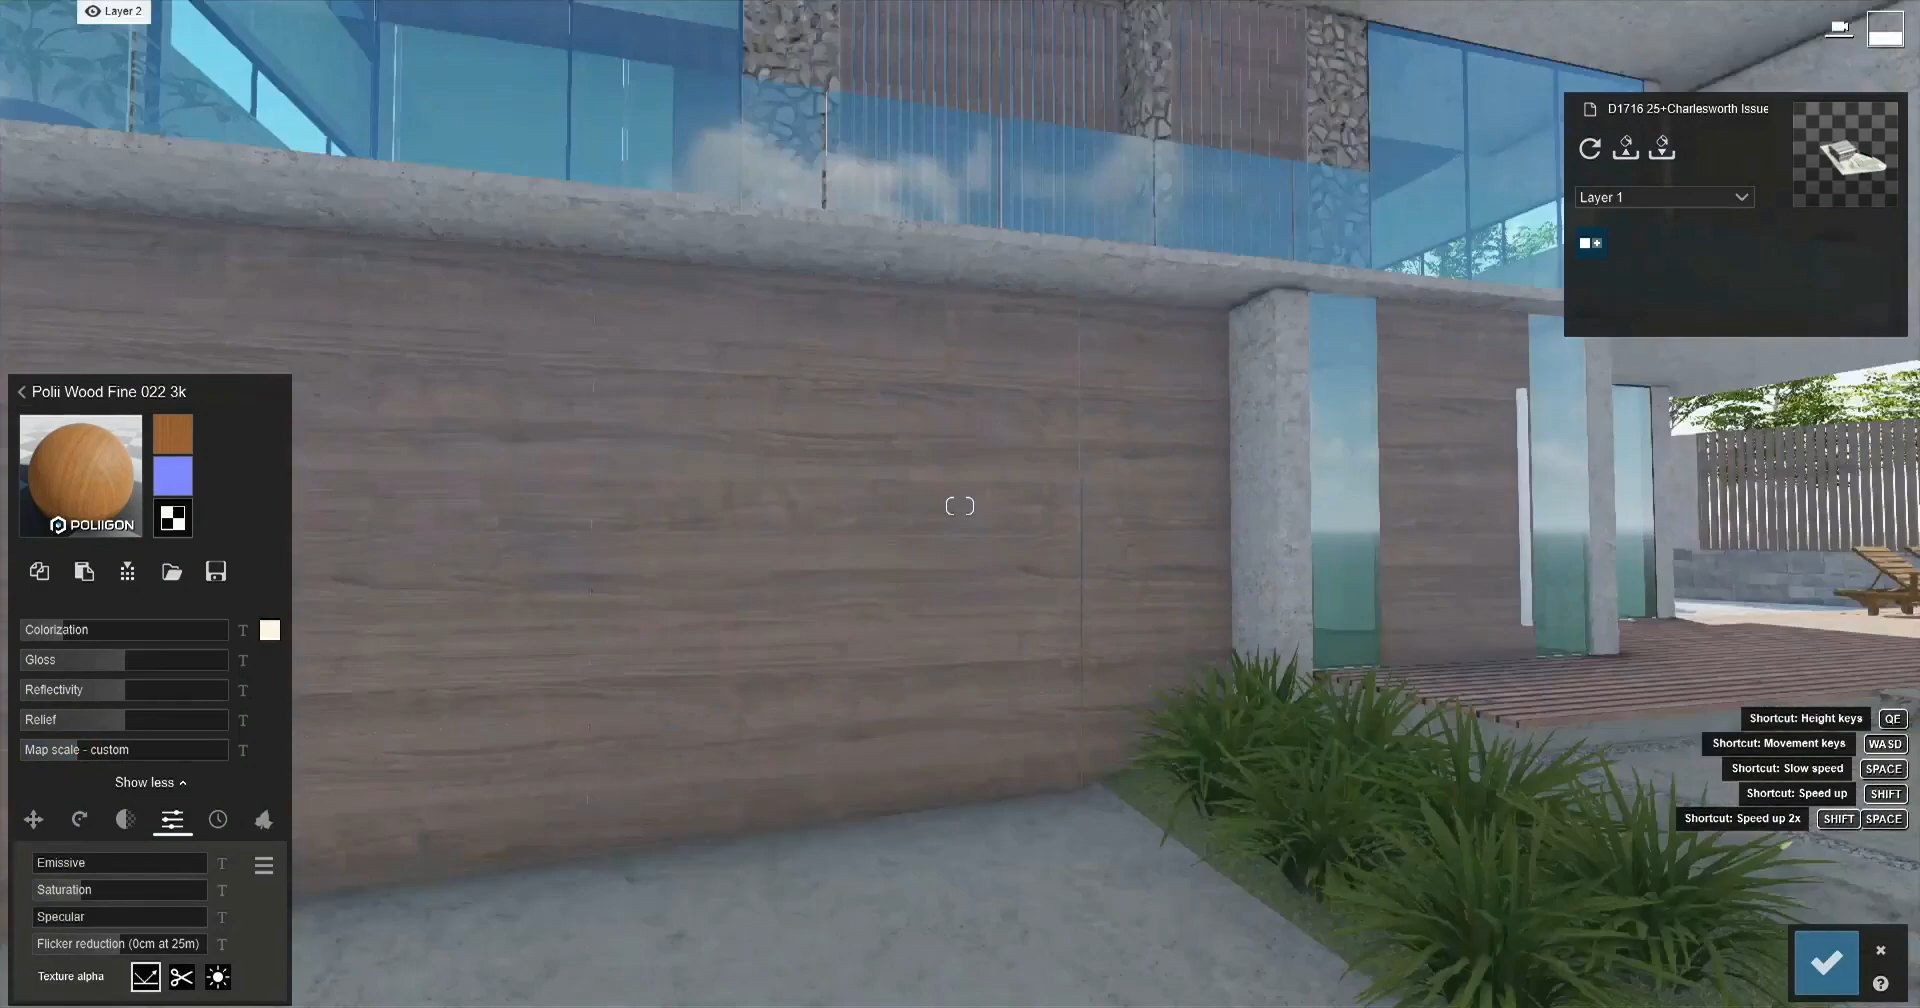 Layer 2
D1716 25+Charlesworth Issue
Layer 1
Polii Wood Fine 022 3k
POLIIGON
Colorization T
Gloss T
Reflectivity T
Relief T
Map scale - custom T
Show less
Emissive T
Saturation T
Specular T
Flicker reduction (0cm at 25m) T
Texture alpha
Shortcut: Height keys QE
Shortcut: Movement keys WASD
Shortcut: Slow speed SPACE
Shortcut: Speed up SHIFT
Shortcut: Speed up 2x SHIFT SPACE
?